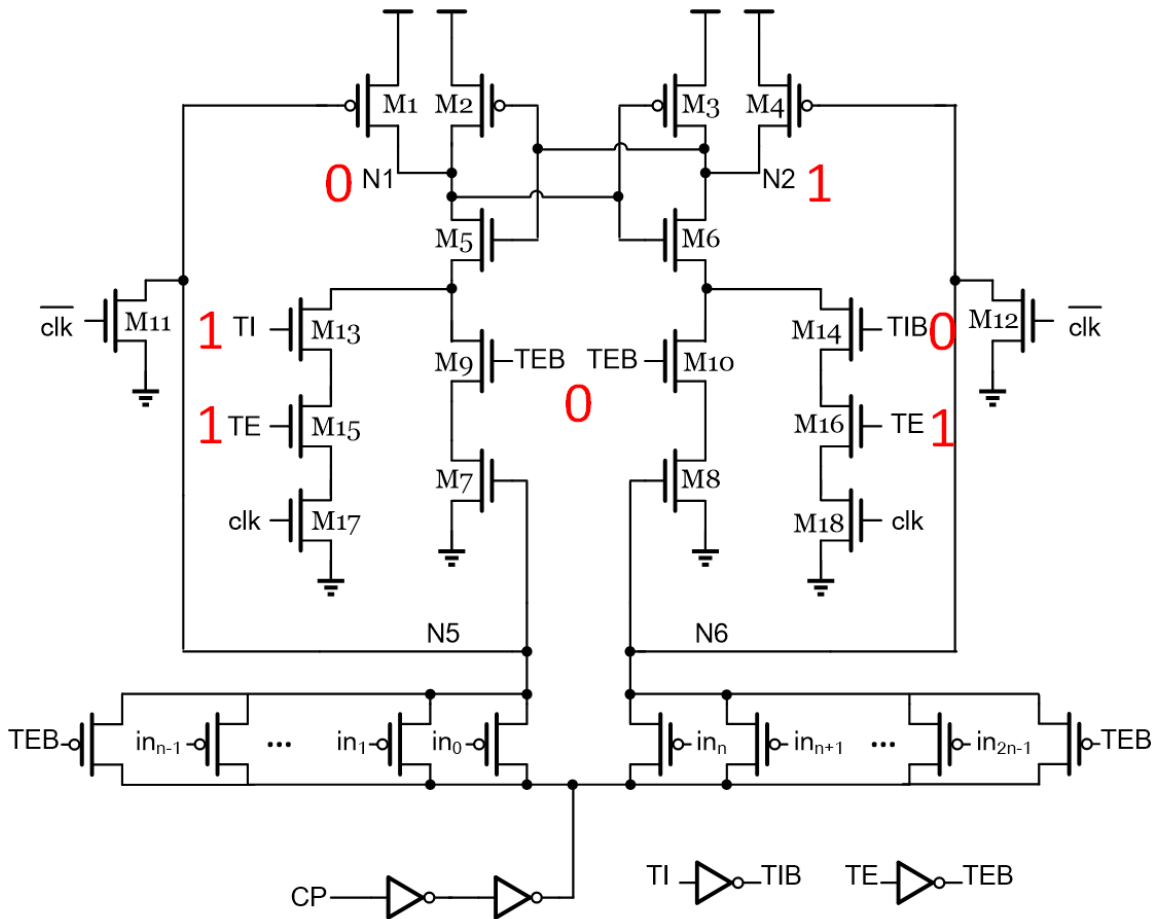 M1 M2 M3 M4
0 N1 N2 1
M5 M6
clk M11 1 TI M13 M14 TIB 0 M12 clk
M9 TEB TEB M10
0
1 TE M15 M16 TE 1
M7 M8
clk M17 M18 clk
N5 N6
TEB inn-1 ... in1 in0 inn inn+1 ... in2n-1 TEB
CP TI TIB TE TEB